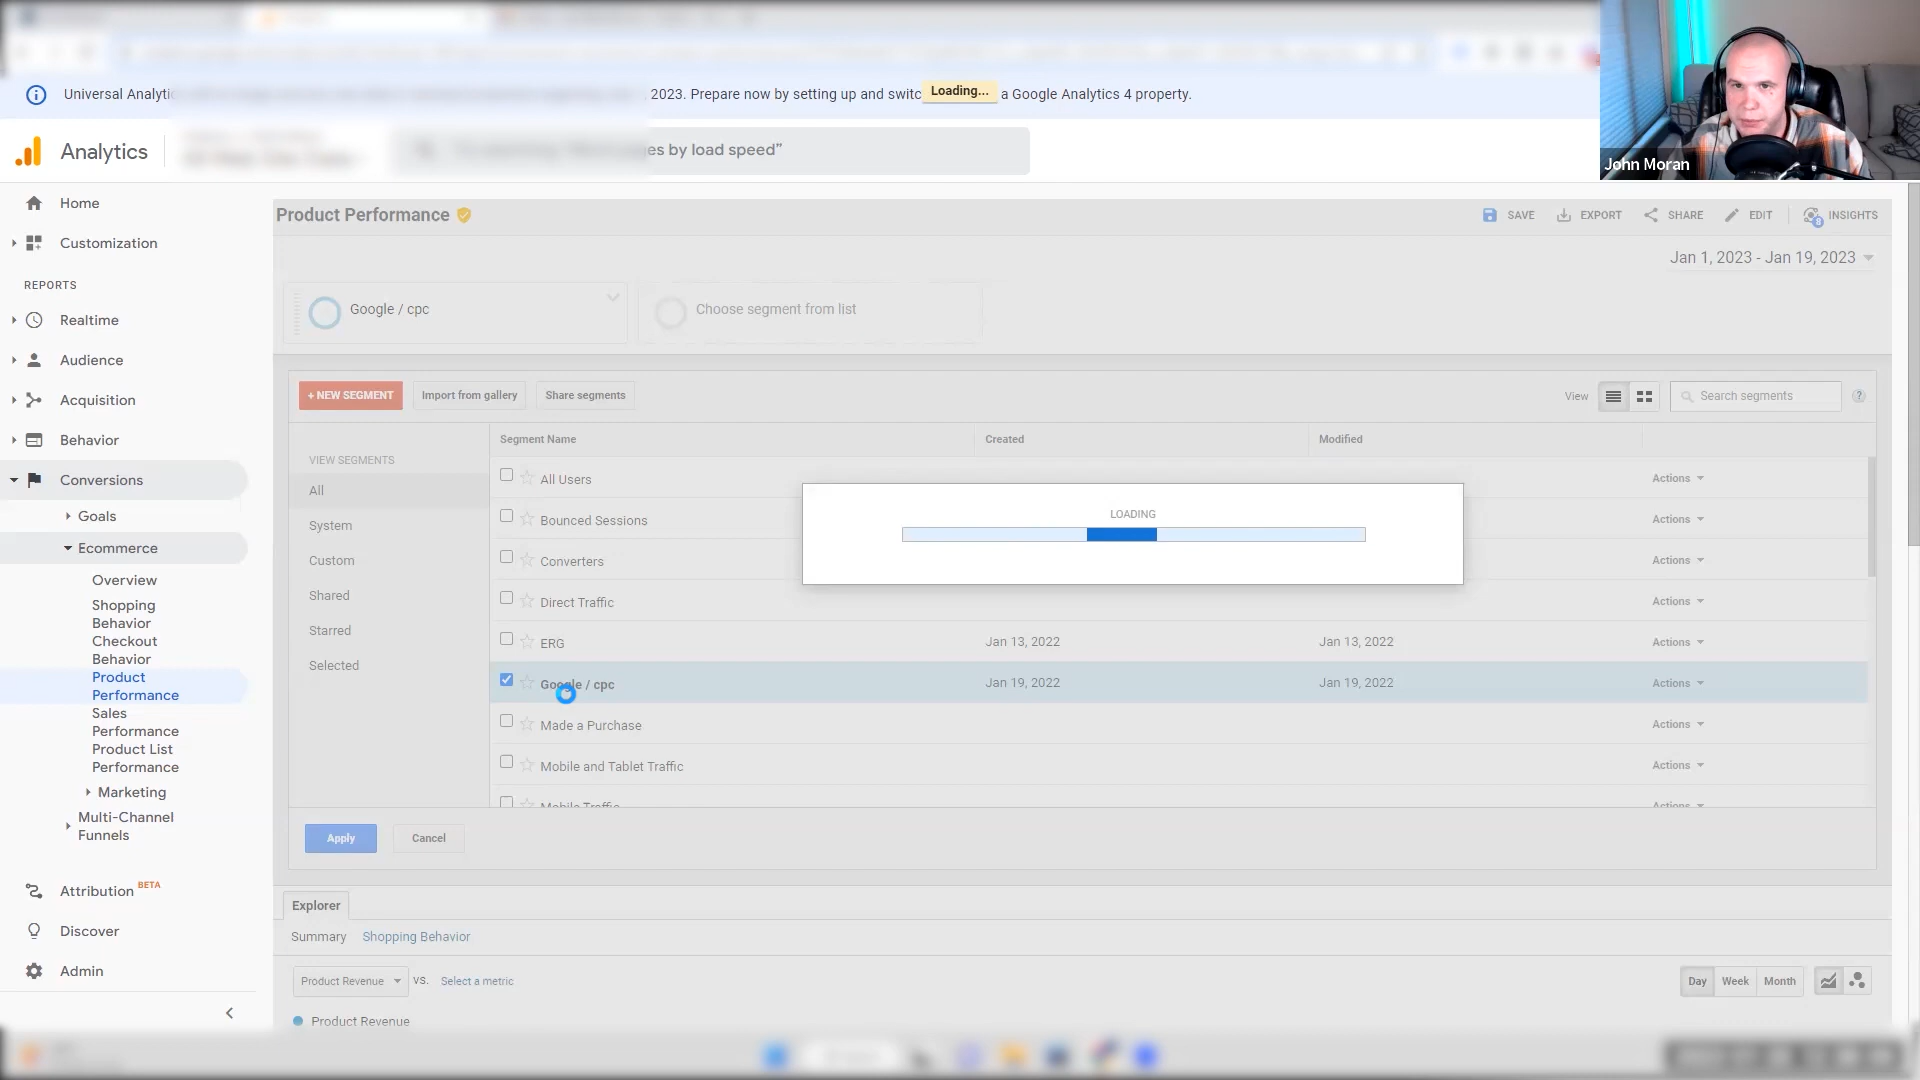 Universal Analyti
2023. Prepare now by setting up and switc
Loading...
a Google Analytics 4 property.
Analytics
es by load speed”
John Moran
Home
Customization
REPORTS
Realtime
Audience
Acquisition
Behavior
Conversions
Goals
Ecommerce
Overview
Shopping
Behavior
Checkout
Behavior
Product
Performance
Sales
Performance
Product List
Performance
Marketing
Multi-Channel
Funnels
Attribution BETA
Discover
Admin
Product Performance
SAVE
EXPORT
SHARE
EDIT
8
INSIGHTS
Jan 1, 2023 - Jan 19, 2023
Google / cpc
Choose segment from list
+ NEW SEGMENT
Import from gallery
Share segments
View
Search segments
?
VIEW SEGMENTS
All
System
Custom
Shared
Starred
Selected
Segment Name Created Modified
All Users Actions
Bounced Sessions Actions
Converters Actions
Direct Traffic Actions
ERG Jan 13, 2022 Jan 13, 2022 Actions
Google / cpc Jan 19, 2022 Jan 19, 2022 Actions
Made a Purchase Actions
Mobile and Tablet Traffic Actions
Mobile Traffic Actions
LOADING
Apply
Cancel
Explorer
Summary Shopping Behavior
Product Revenue VS. Select a metric
Day Week Month
Product Revenue